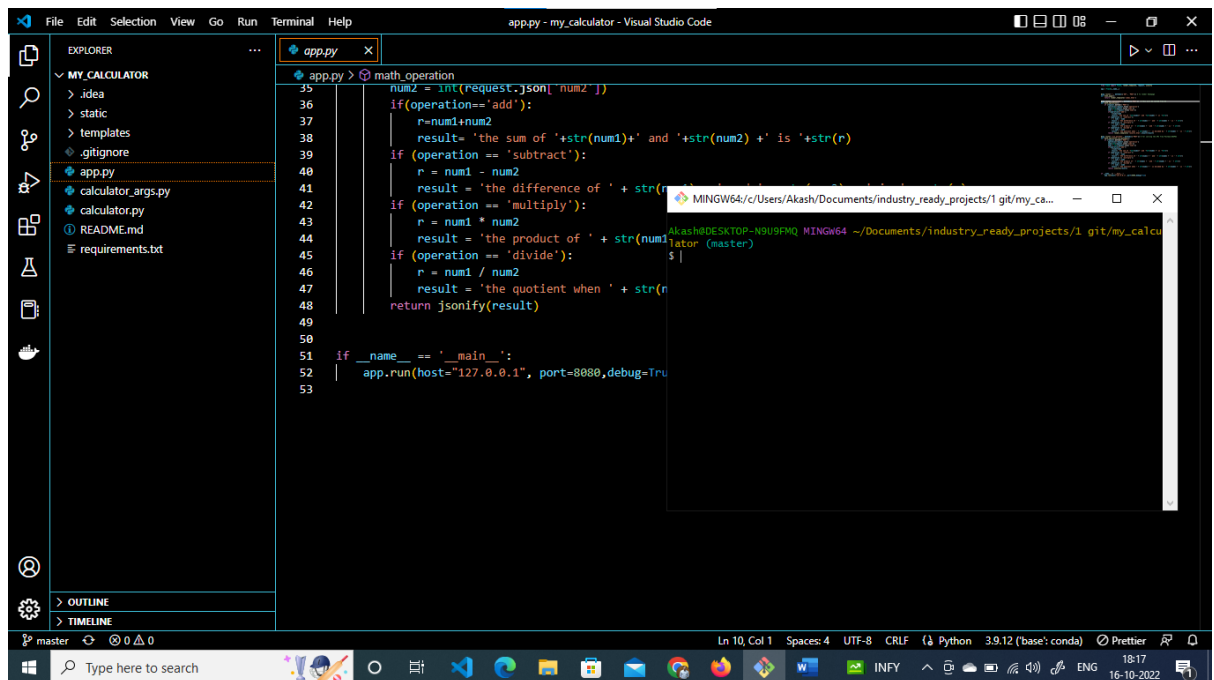 File Edit Selection View Go Run Terminal Help
app.py - my_calculator - Visual Studio Code
EXPLORER
MY_CALCULATOR
.idea
static
templates
.gitignore
app.py
calculator_args.py
calculator.py
README.md
requirements.txt
OUTLINE
TIMELINE
app.py
app.py > math_operation
35 num2 = int(request.json['num2'])
36 if(operation=='add'):
37 r=num1+num2
38 result= 'the sum of '+str(num1)+' and '+str(num2) +' is '+str(r)
39 if (operation == 'subtract'):
40 r = num1 - num2
41 result = 'the difference of ' + str(n
42 if (operation == 'multiply'):
43 r = num1 * num2
44 result = 'the product of ' + str(num1
45 if (operation == 'divide'):
46 r = num1 / num2
47 result = 'the quotient when ' + str(n
48 return jsonify(result)
49
50
51 if __name__ == '__main__':
52 app.run(host="127.0.0.1", port=8080,debug=Tru
53
MINGW64:/c/Users/Akash/Documents/industry_ready_projects/1 git/my_ca...
Akash@DESKTOP-N9U9FMQ MINGW64 ~/Documents/industry_ready_projects/1 git/my_calcu
lator (master)
$
master 0 0 Ln 10, Col 1 Spaces: 4 UTF-8 CRLF Python 3.9.12 ('base': conda) Prettier
Type here to search
INFY
ENG
18:17
16-10-2022
1